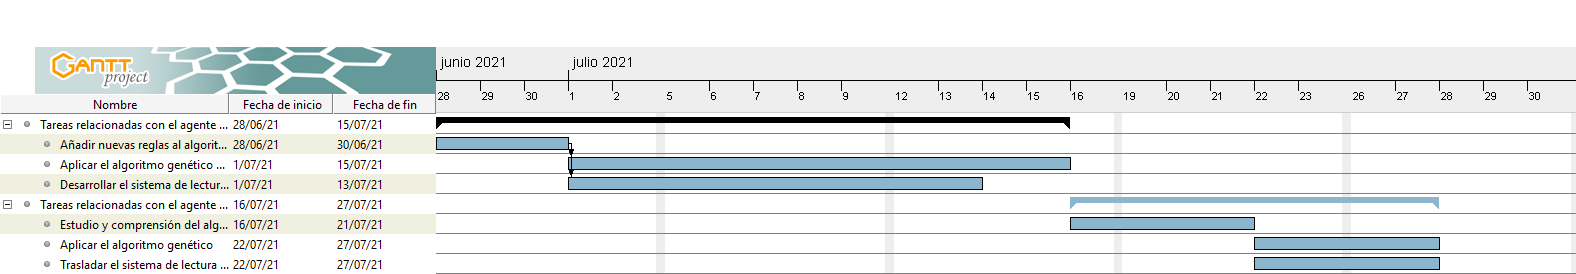 GANTT
project
junio 2021 julio 2021
28 29 30 1 2 5 6 7 8 9 12 13 14 15 16 19 20 21 22 23 26 27 28 29 30
Nombre Fecha de inicio Fecha de fin
Tareas relacionadas con el agente ... 28/06/21 15/07/21
Añadir nuevas reglas al algorit... 28/06/21 30/06/21
Aplicar el algoritmo genético ... 1/07/21 15/07/21
Desarrollar el sistema de lectur... 1/07/21 13/07/21
Tareas relacionadas con el agente ... 16/07/21 27/07/21
Estudio y comprensión del alg... 16/07/21 21/07/21
Aplicar el algoritmo genético 22/07/21 27/07/21
Trasladar el sistema de lectura ... 22/07/21 27/07/21